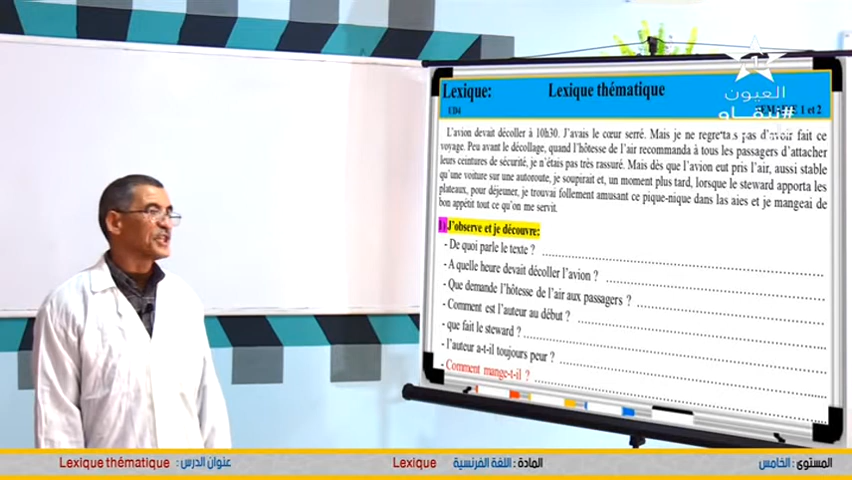 العيون
#نبقاو
Lexique: Lexique thématique
UD4 SEMAINE 1 et 2
L'avion devait décoller à 10h30. J'avais le cœur serré. Mais je ne regrettais pas d'avoir fait ce
voyage. Peu avant le décollage, quand l'hôtesse de l'air recommanda à tous les passagers d'attacher
leurs ceintures de sécurité, je n'étais pas très rassuré. Mais dès que l'avion eut pris l'air, aussi stable
qu'une voiture sur une autoroute, je soupirait et, un moment plus tard, lorsque le steward apporta les
plateaux, pour déjeuner, je trouvai follement amusant ce pique-nique dans las aies et je mangeai de
bon appétit tout ce qu'on me servit.
1) J'observe et je découvre:
- De quoi parle le texte ?
- A quelle heure devait décoller l'avion ?
- Que demande l'hôtesse de l'air aux passagers ?
- Comment est l'auteur au début ?
- que fait le steward ?
- l'auteur a-t-il toujours peur ?
- Comment mange-t-il ?
المستوى : الخامس المادة : اللغة الفرنسية Lexique عنوان الدرس : Lexique thématique